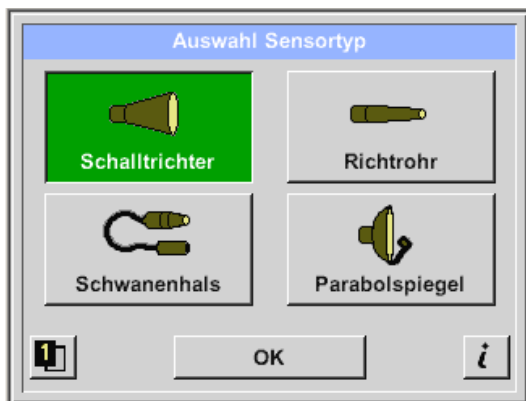 Auswahl Sensortyp
Schalltrichter
Richtrohr
Schwanenhals
Parabolspiegel
1
OK
i